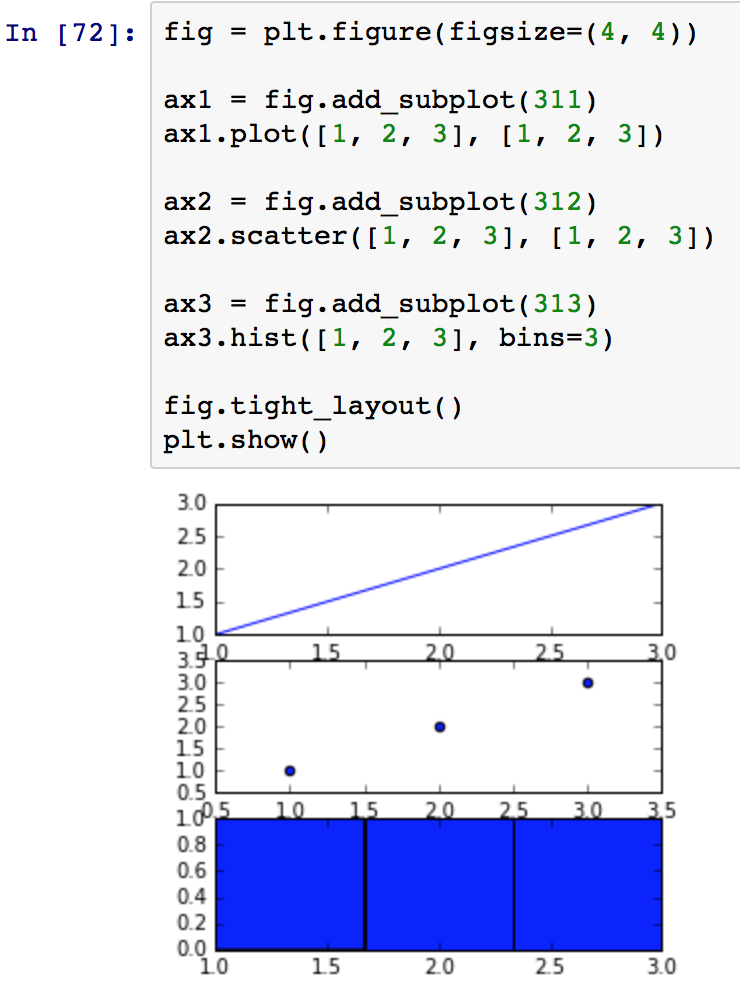 In [72]: fig = plt.figure(figsize=(4, 4))
ax1 = fig.add_subplot(311)
ax1.plot([1, 2, 3], [1, 2, 3])
ax2 = fig.add_subplot(312)
ax2.scatter([1, 2, 3], [1, 2, 3])
ax3 = fig.add_subplot(313)
ax3.hist([1, 2, 3], bins=3)
fig.tight_layout()
plt.show()
3.0
2.5
2.0
1.5
1.0
1.0 1.5 2.0 2.5 3.0
3.5
3.0
2.5
2.0
1.5
1.0
0.5
0.5 1.0 1.5 2.0 2.5 3.0 3.5
1.0
0.8
0.6
0.4
0.2
0.0
1.0 1.5 2.0 2.5 3.0